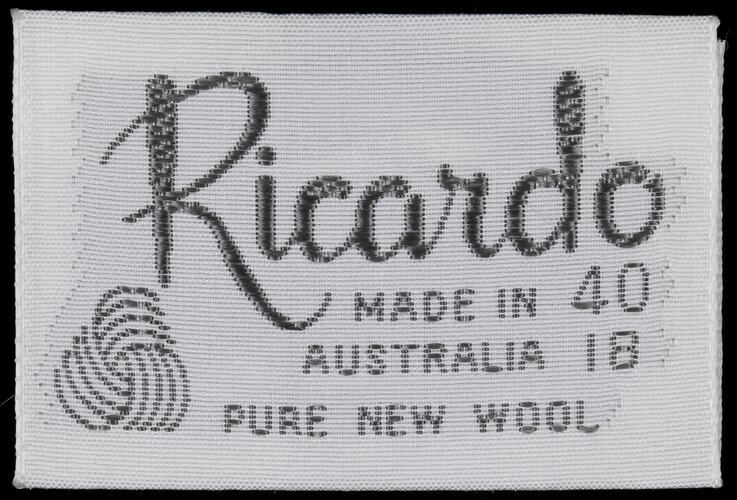 Ricardo
MADE IN 40
AUSTRALIA 18
PURE NEW WOOL